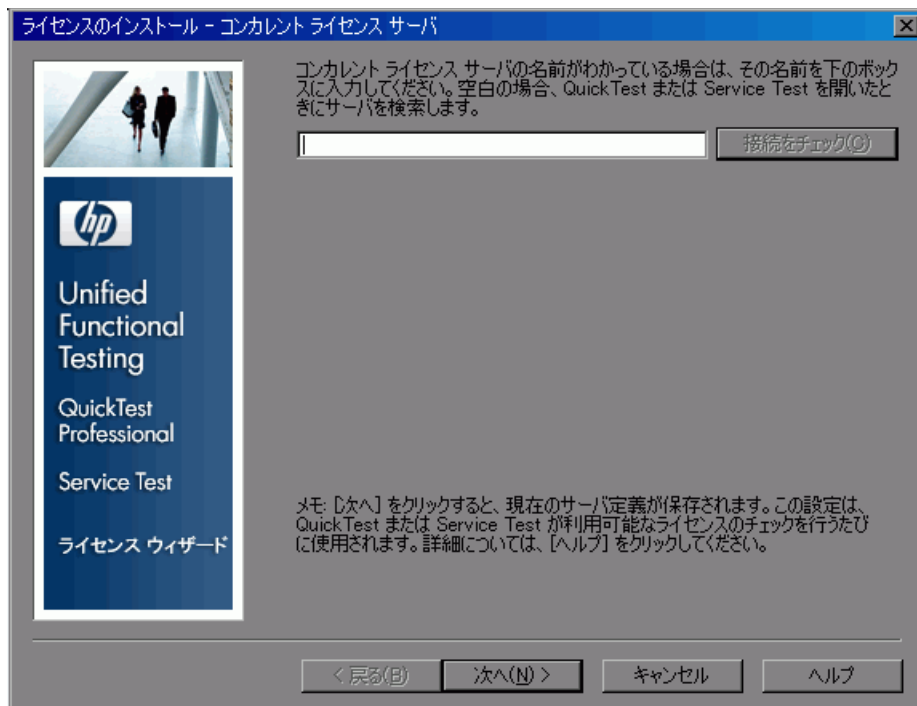 ライセンスのインストール - コンカレント ライセンス サーバ
コンカレント ライセンス サーバの名前がわかっている場合は、その名前を下のボック
スに入力してください。空白の場合、QuickTest または Service Test を開いたと
きにサーバを検索します。
接続をチェック(C)
hp
Unified
Functional
Testing
QuickTest
Professional
Service Test
ライセンス ウィザード
メモ: [次へ] をクリックすると、現在のサーバ定義が保存されます。この設定は、
QuickTest または Service Test が利用可能なライセンスのチェックを行うたび
に使用されます。詳細については、[ヘルプ] をクリックしてください。
< 戻る(B)
次へ(N) >
キャンセル
ヘルプ